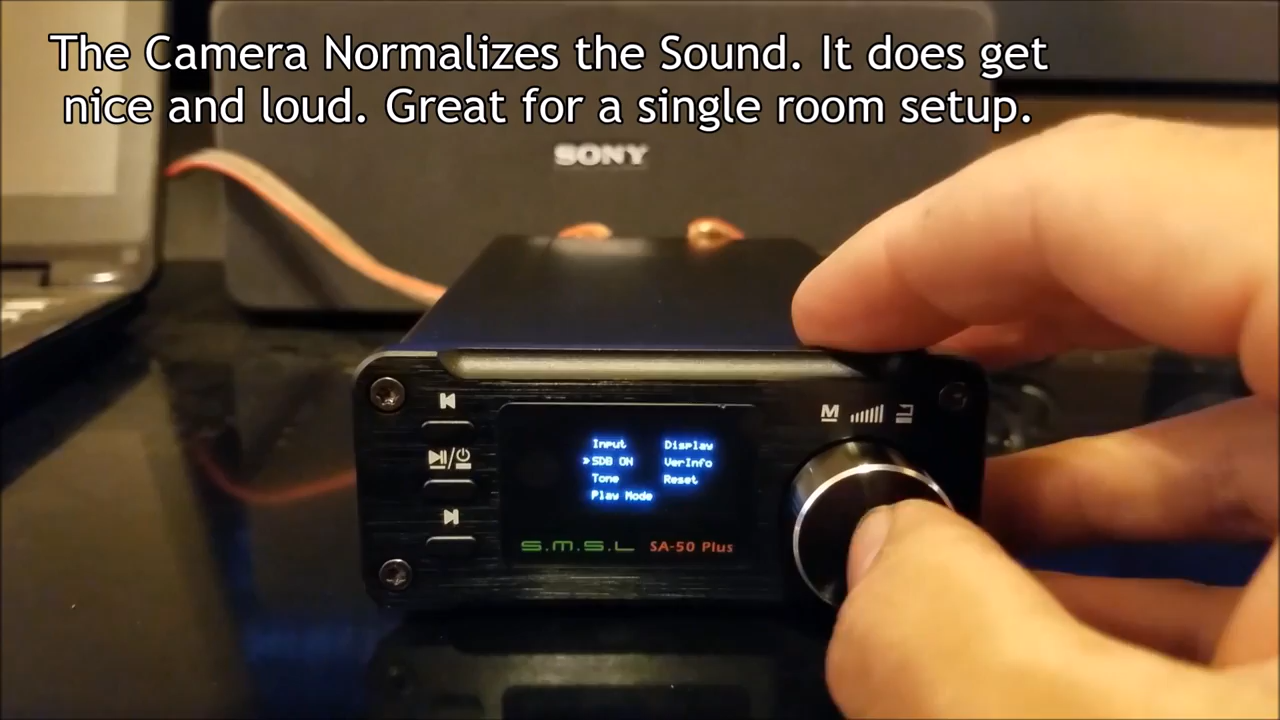 The Camera Normalizes the Sound. It does get
nice and loud. Great for a single room setup.
SONY
M
Input Display
»SDB ON VerInfo
Tone Reset
Play Mode
S.M.S.L SA-50 Plus